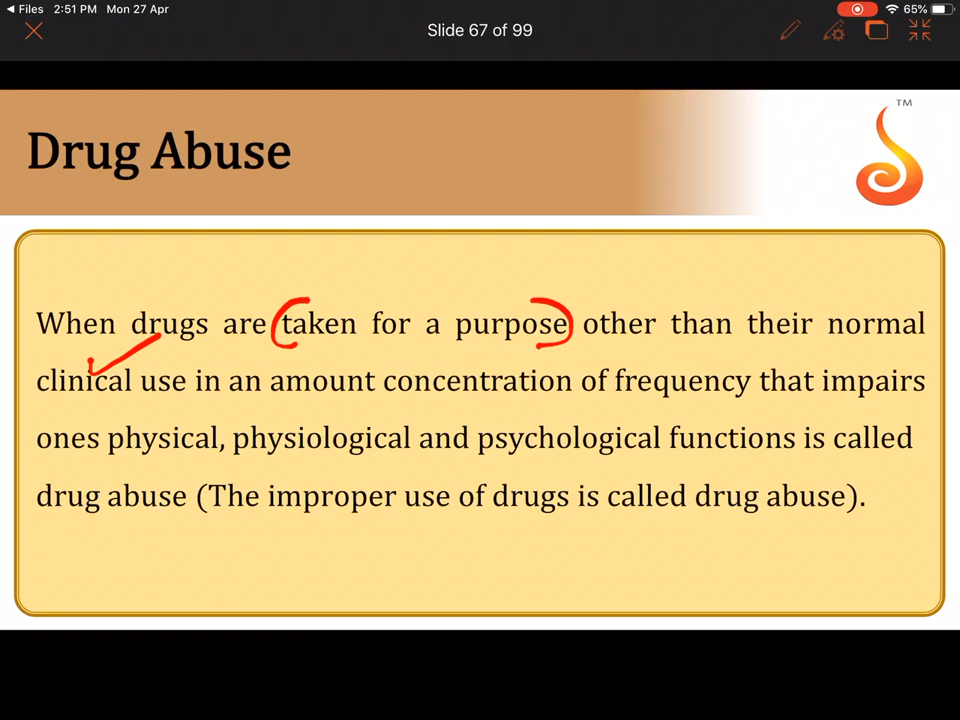 Files 2:51 PM Mon 27 Apr 65%
Slide 67 of 99
TM
Drug Abuse
When drugs are taken for a purpose other than their normal
clinical use in an amount concentration of frequency that impairs
ones physical, physiological and psychological functions is called
drug abuse (The improper use of drugs is called drug abuse).